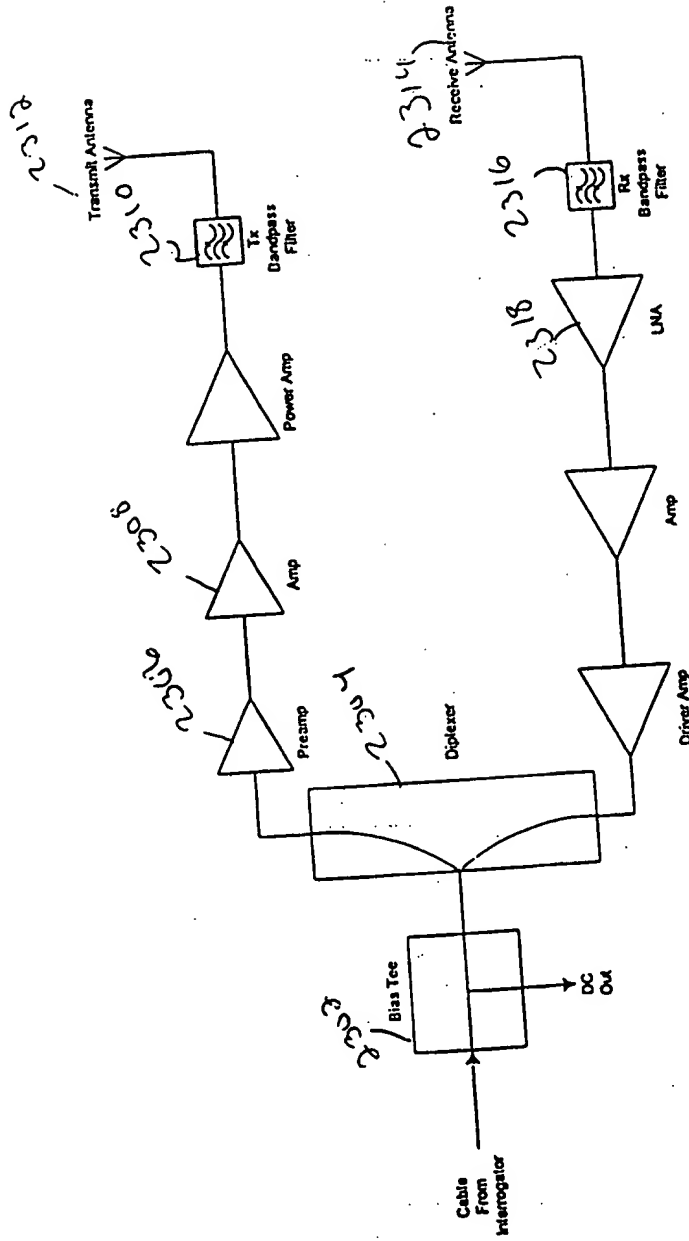 Cable
From
Interrogator
2302
Bias Tee
DC
Out
2304
Diplexer
2306
Preamp
2308
Amp
Power Amp
2310
Tx
Bandpass
Filter
2312
Transmit Antenna
2314
Receive Antenna
2316
Rx
Bandpass
Filter
2318
LNA
Amp
Driver Amp